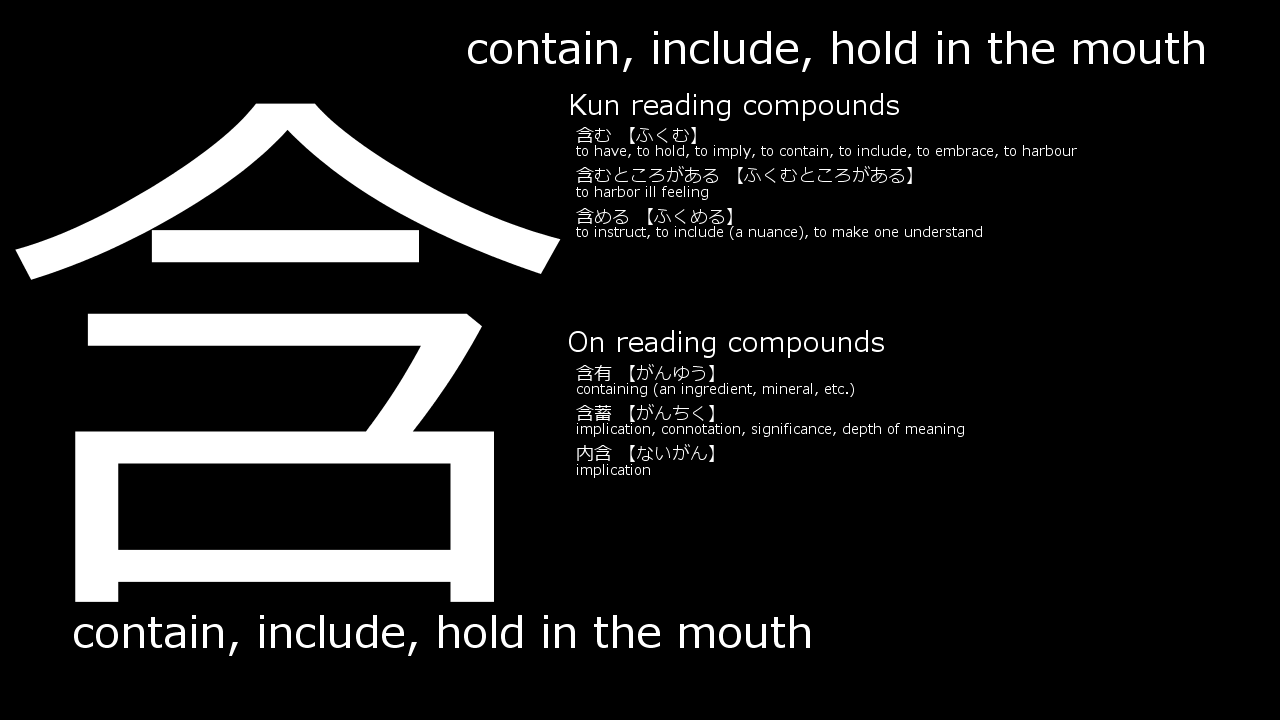 contain, include, hold in the mouth
含
Kun reading compounds
含む 【ふくむ】
to have, to hold, to imply, to contain, to include, to embrace, to harbour
含むところがある 【ふくむところがある】
to harbor ill feeling
含める 【ふくめる】
to instruct, to include (a nuance), to make one understand
On reading compounds
含有 【がんゆう】
containing (an ingredient, mineral, etc.)
含蓄 【がんちく】
implication, connotation, significance, depth of meaning
内含 【ないがん】
implication
contain, include, hold in the mouth